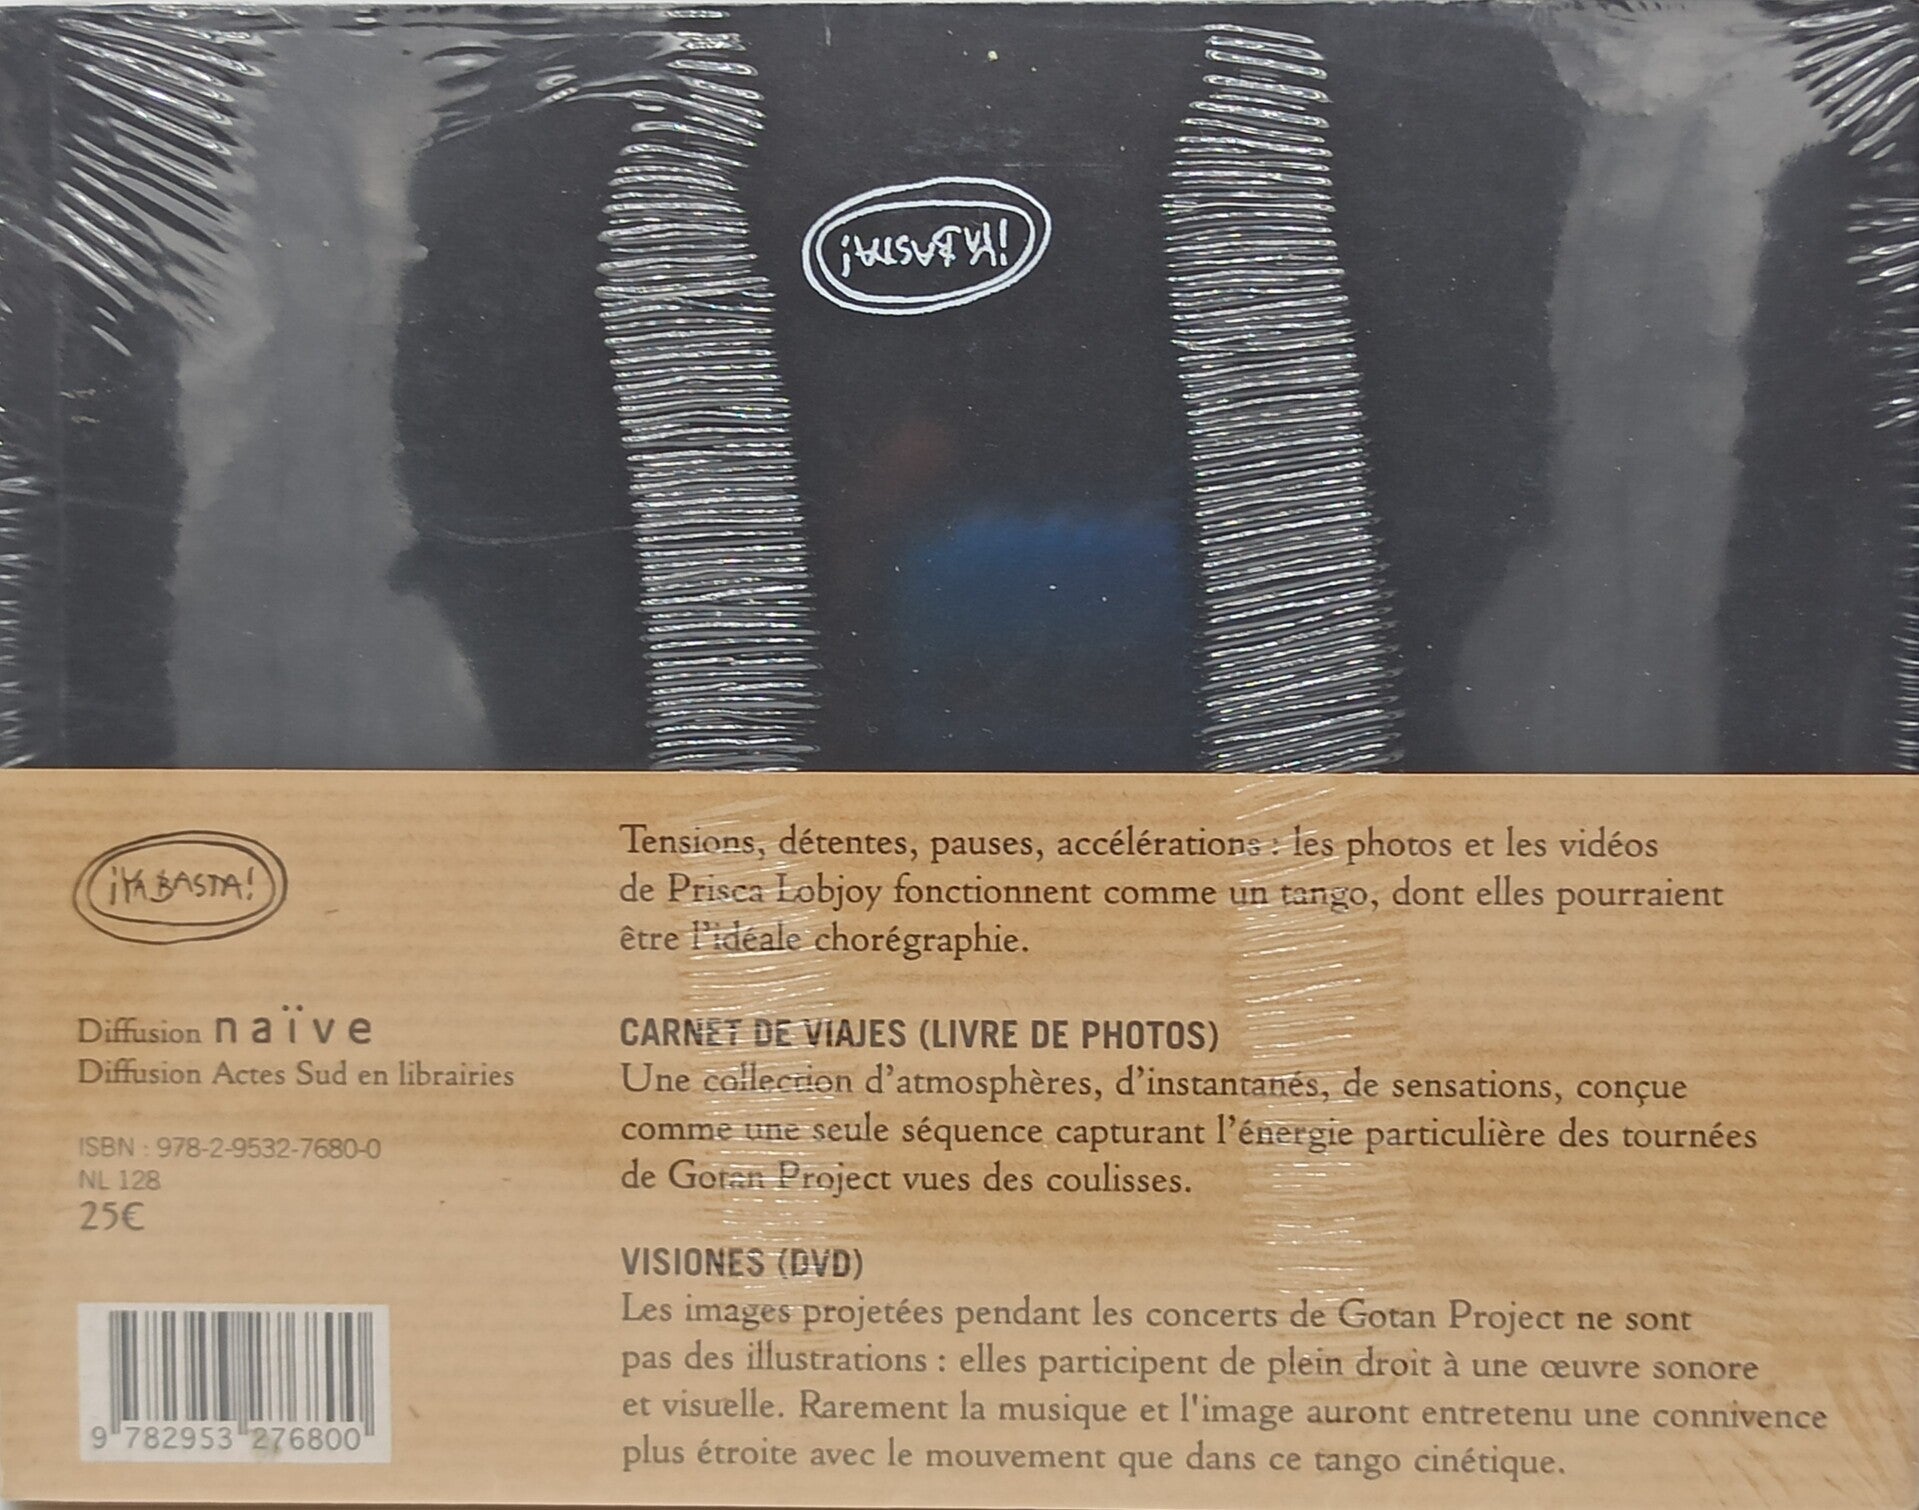 ¡YA BASTA!
¡YA BASTA!
Diffusion naïve
Diffusion Actes Sud en librairies
ISBN : 978-2-9532-7680-0
NL 128
25€
9 782953 276800
Tensions, détentes, pauses, accélérations : les photos et les vidéos
de Prisca Lobjoy fonctionnent comme un tango, dont elles pourraient
être l'idéale chorégraphie.
CARNET DE VIAJES (LIVRE DE PHOTOS)
Une collection d'atmosphères, d'instantanés, de sensations, conçue
comme une seule séquence capturant l'énergie particulière des tournées
de Gotan Project vues des coulisses.
VISIONES (DVD)
Les images projetées pendant les concerts de Gotan Project ne sont
pas des illustrations : elles participent de plein droit à une œuvre sonore
et visuelle. Rarement la musique et l'image auront entretenu une connivence
plus étroite avec le mouvement que dans ce tango cinétique.